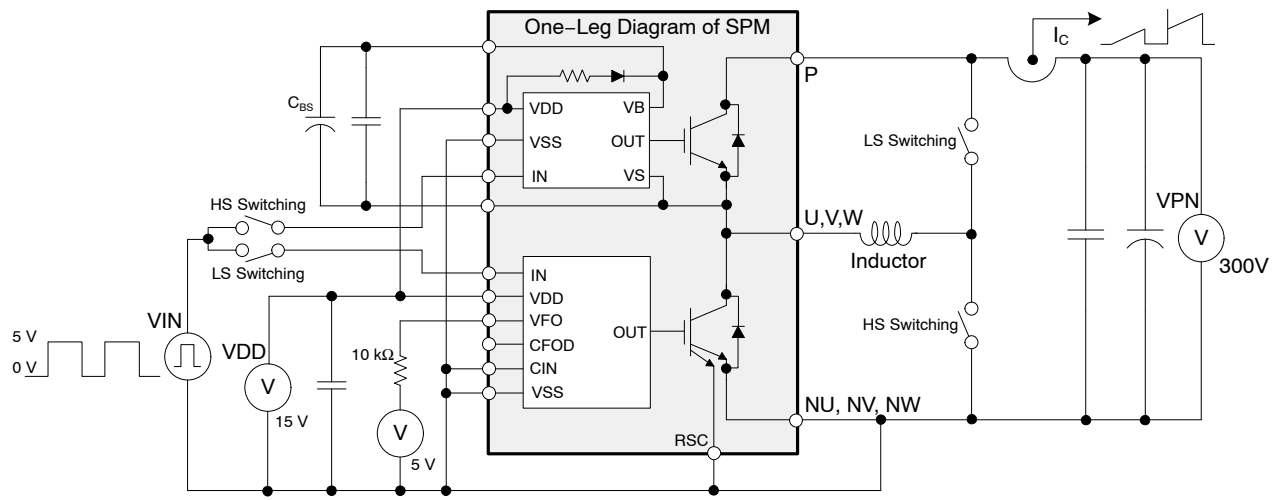 One−Leg Diagram of SPM
I_C
P
C_BS
VDD
VB
VSS
OUT
IN
VS
LS Switching
HS Switching
LS Switching
U,V,W
Inductor
VPN
V
300V
IN
VDD
VFO
CFOD
CIN
VSS
OUT
HS Switching
VIN
5 V
0 V
VDD
V
15 V
10 kΩ
V
5 V
NU, NV, NW
RSC